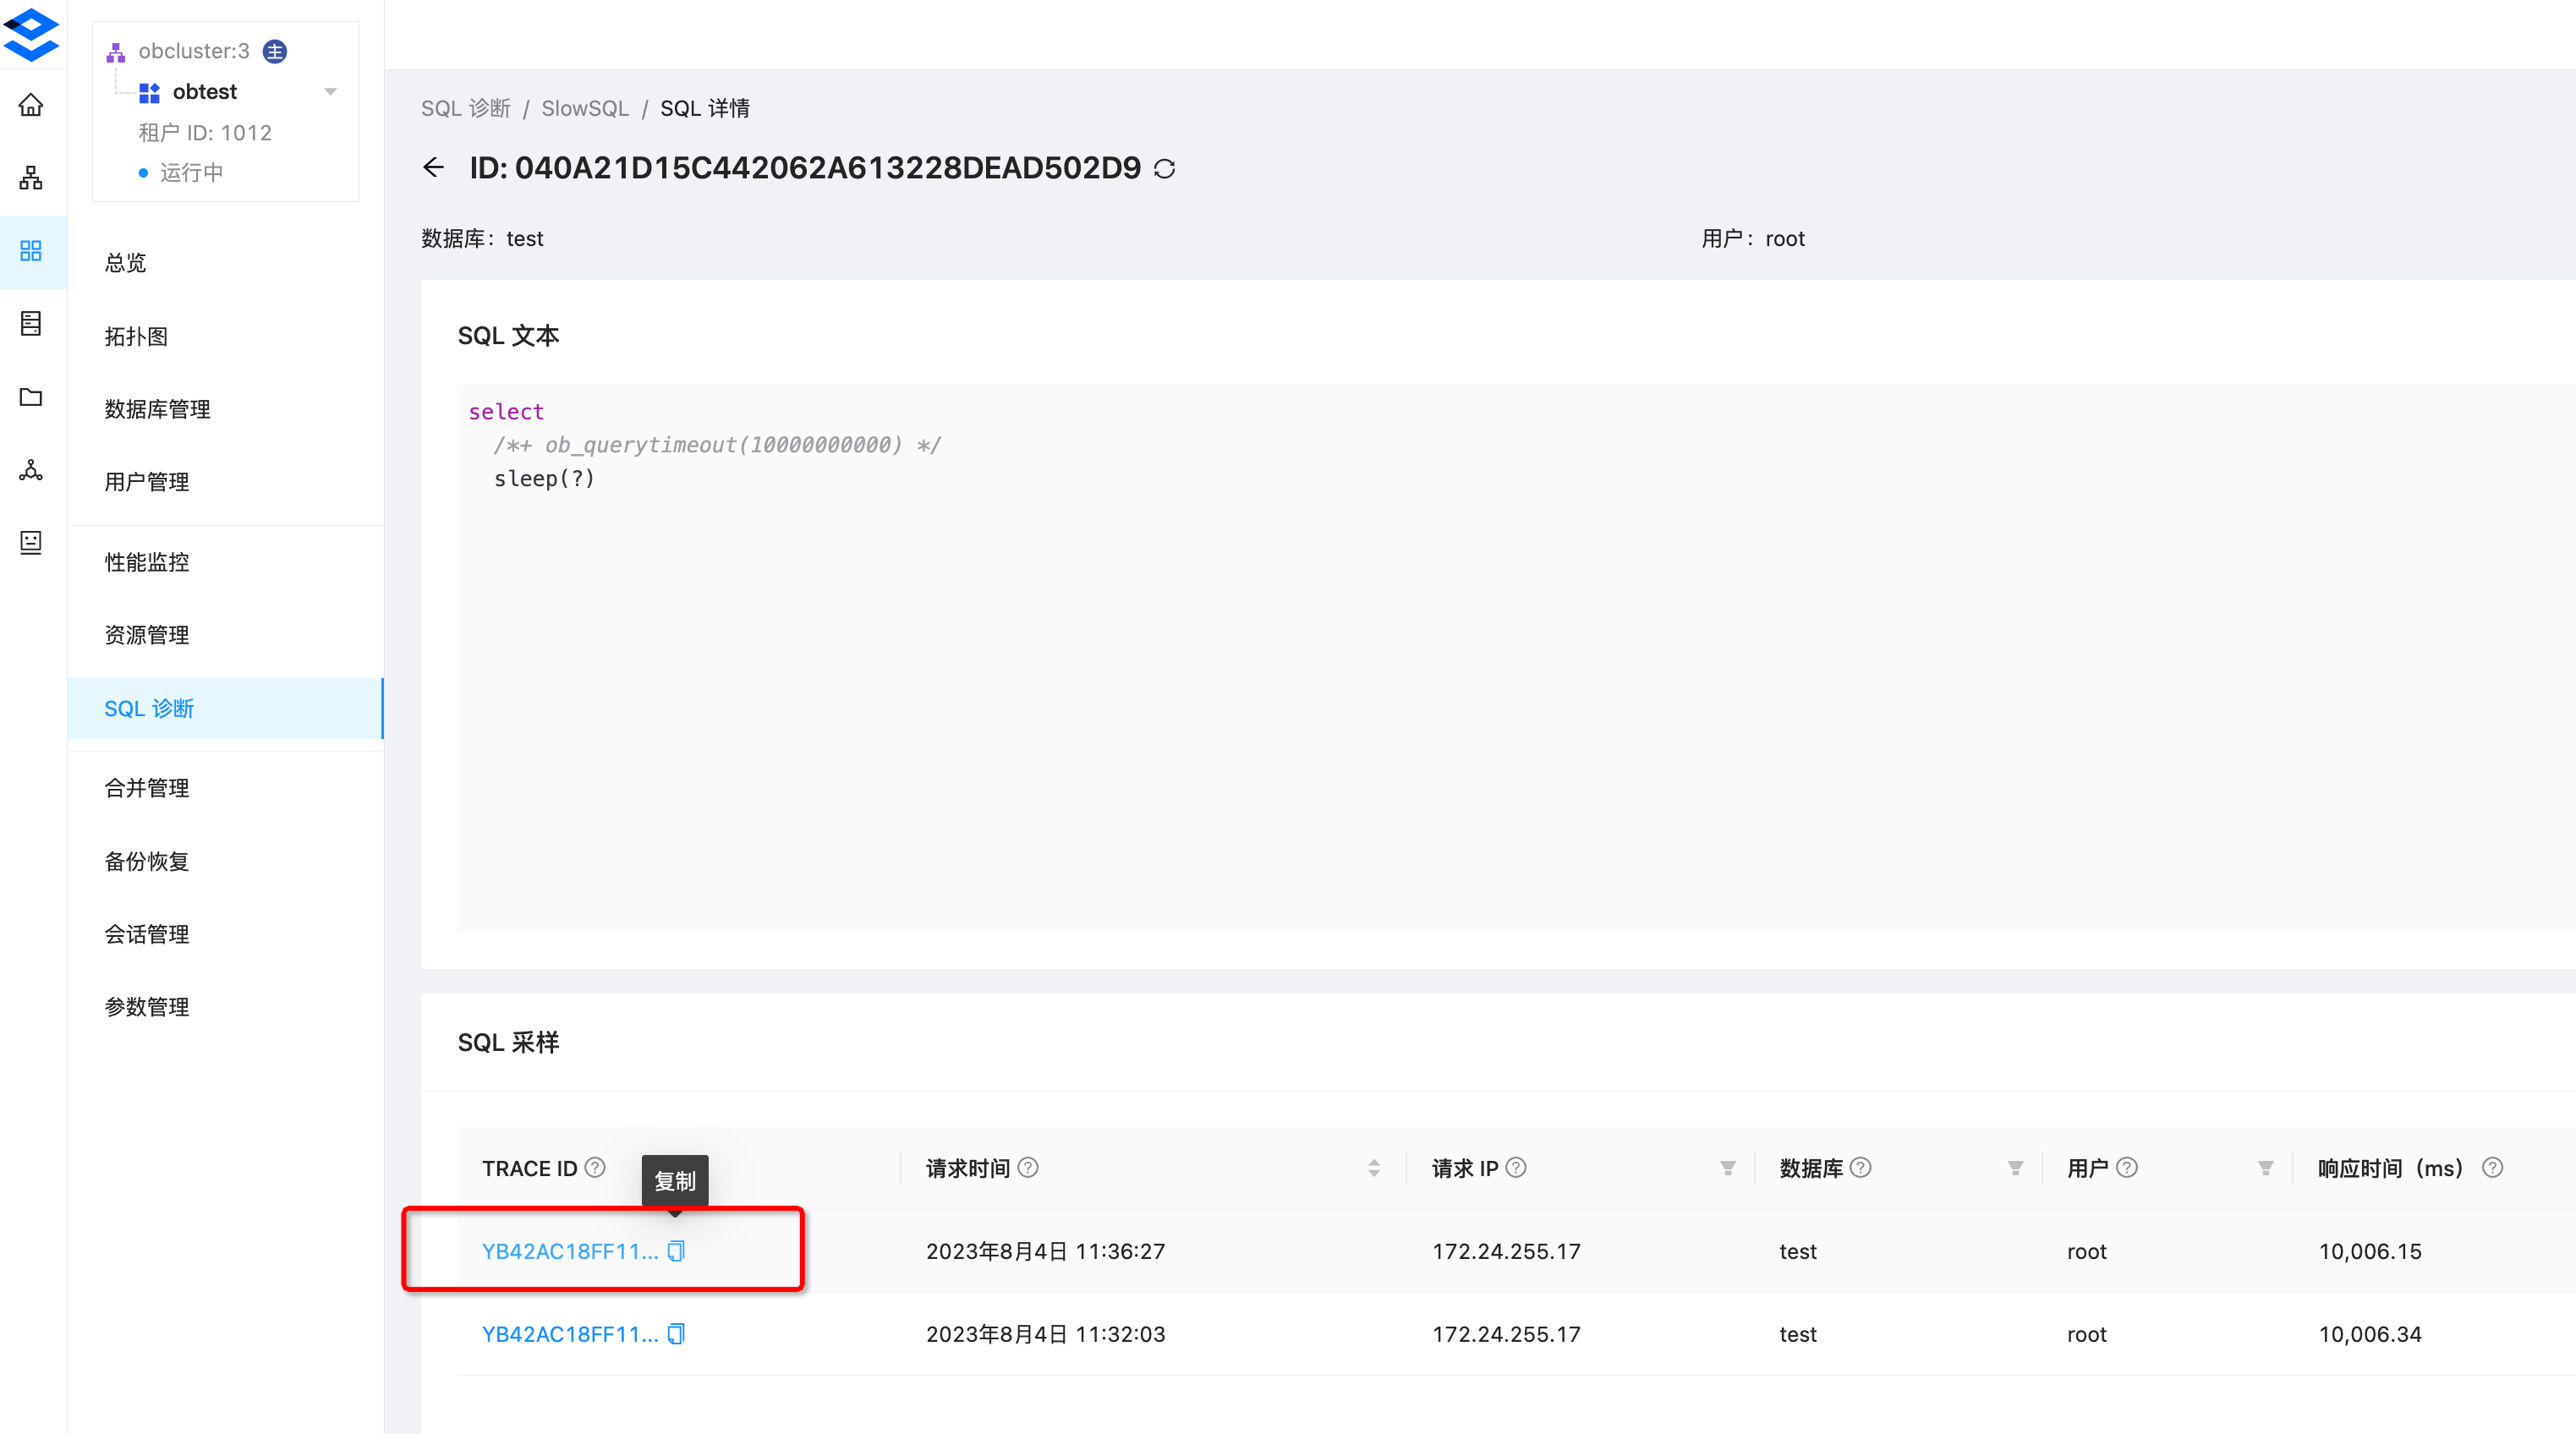 obcluster:3 主
obtest
租户 ID: 1012
运行中
总览
拓扑图
数据库管理
用户管理
性能监控
资源管理
SQL 诊断
合并管理
备份恢复
会话管理
参数管理
SQL 诊断 / SlowSQL / SQL 详情
ID: 040A21D15C442062A613228DEAD502D9
数据库：test
用户：root
SQL 文本
select
/*+ ob_querytimeout(10000000000) */
sleep(?)
SQL 采样
TRACE ID 请求时间 请求 IP 数据库 用户 响应时间（ms）
复制
YB42AC18FF11... 2023年8月4日 11:36:27 172.24.255.17 test root 10,006.15
YB42AC18FF11... 2023年8月4日 11:32:03 172.24.255.17 test root 10,006.34